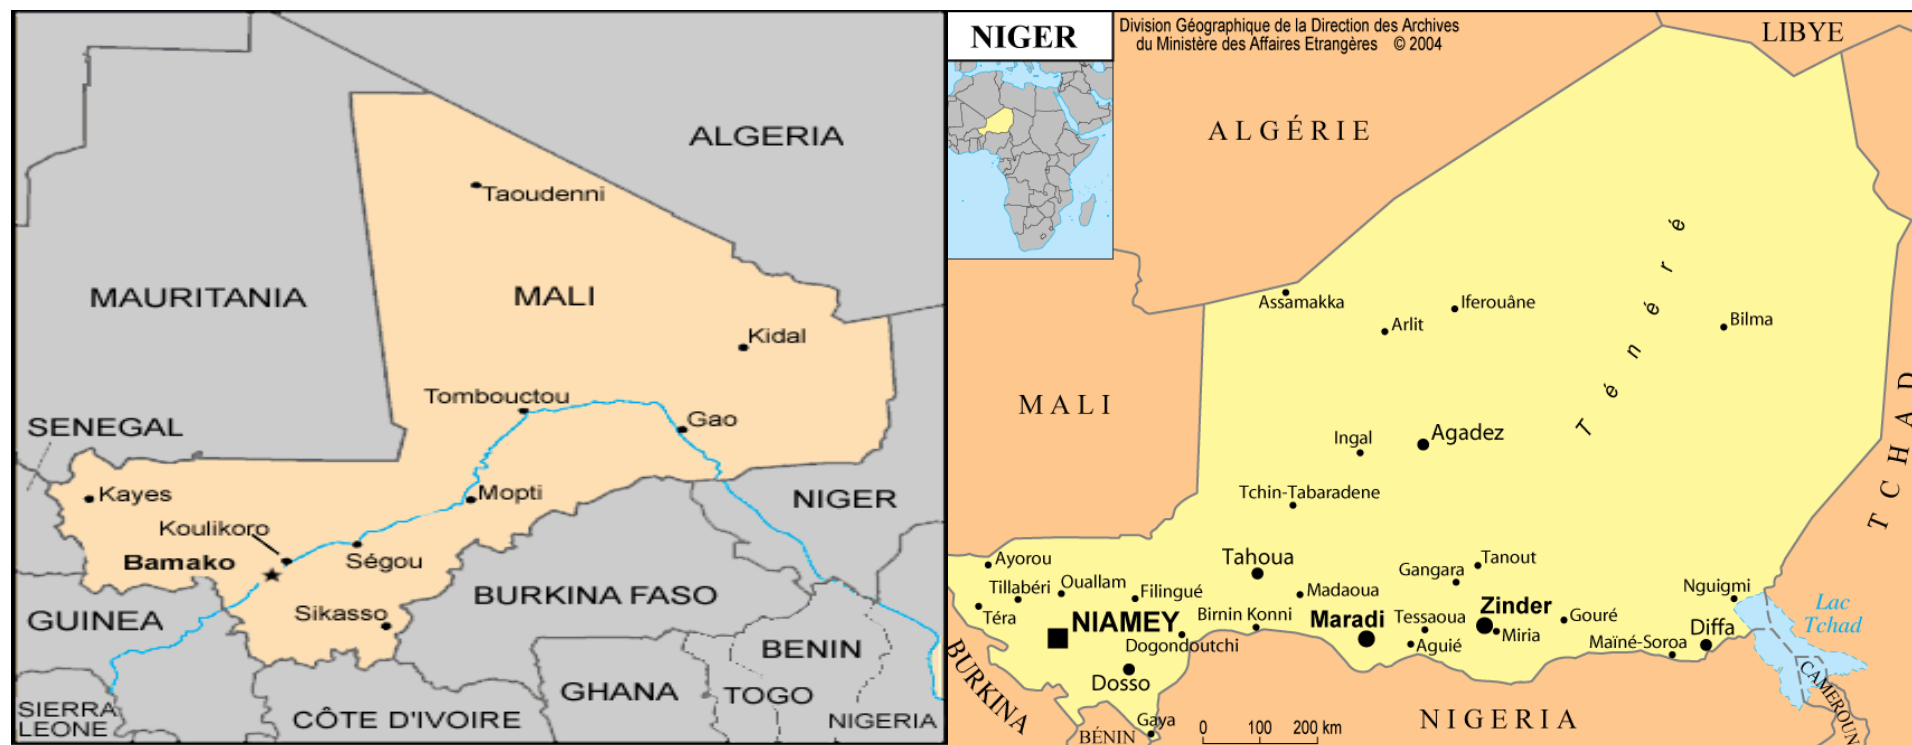 ALGERIA
Taoudenni
MAURITANIA
MALI
Kidal
Tombouctou
Gao
SENEGAL
Kayes
Mopti
NIGER
Koulikoro
Bamako
Ségou
BURKINA FASO
GUINEA
Sikasso
BENIN
GHANA
TOGO
SIERRA
LEONE
CÔTE D'IVOIRE
NIGERIA
NIGER
Division Géographique de la Direction des Archives
du Ministère des Affaires Etrangères © 2004
LIBYE
ALGÉRIE
Ténéré
Assamakka
Iferouâne
Arlit
Bilma
MALI
TCHAD
Ingal
Agadez
Tchin-Tabaradene
Ayorou
Tahoua
Tanout
Gangara
Tillabéri
Ouallam
Filingué
Madaoua
Nguigmi
Téra
NIAMEY
Birnin Konni
Maradi
Tessaoua
Zinder
Gouré
Lac
Tchad
Dogondoutchi
Aguié
Miria
Maïné-Soroa
Diffa
BURKINA
Dosso
CAMEROUN
Gaya
BÉNIN
0 100 200 km
NIGERIA